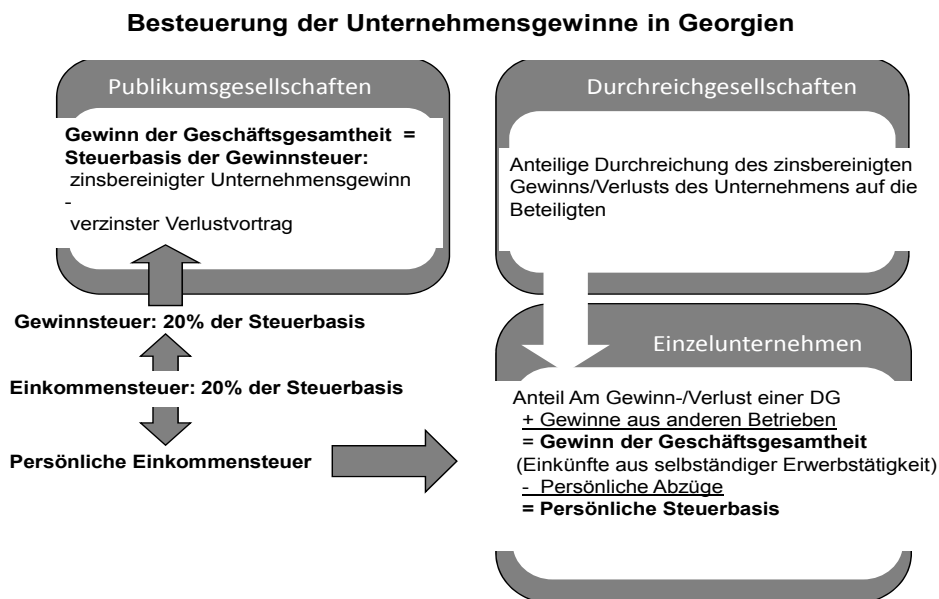 Besteuerung der Unternehmensgewinne in Georgien
Publikumsgesellschaften
Gewinn der Geschäftsgesamtheit =
Steuerbasis der Gewinnsteuer:
zinsbereinigter Unternehmensgewinn
-
verzinster Verlustvortrag
Gewinnsteuer: 20% der Steuerbasis
Einkommensteuer: 20% der Steuerbasis
Persönliche Einkommensteuer
Durchreichgesellschaften
Anteilige Durchreichung des zinsbereinigten
Gewinns/Verlusts des Unternehmens auf die
Beteiligten
Einzelunternehmen
Anteil Am Gewinn-/Verlust einer DG
+ Gewinne aus anderen Betrieben
= Gewinn der Geschäftsgesamtheit
(Einkünfte aus selbständiger Erwerbstätigkeit)
- Persönliche Abzüge
= Persönliche Steuerbasis